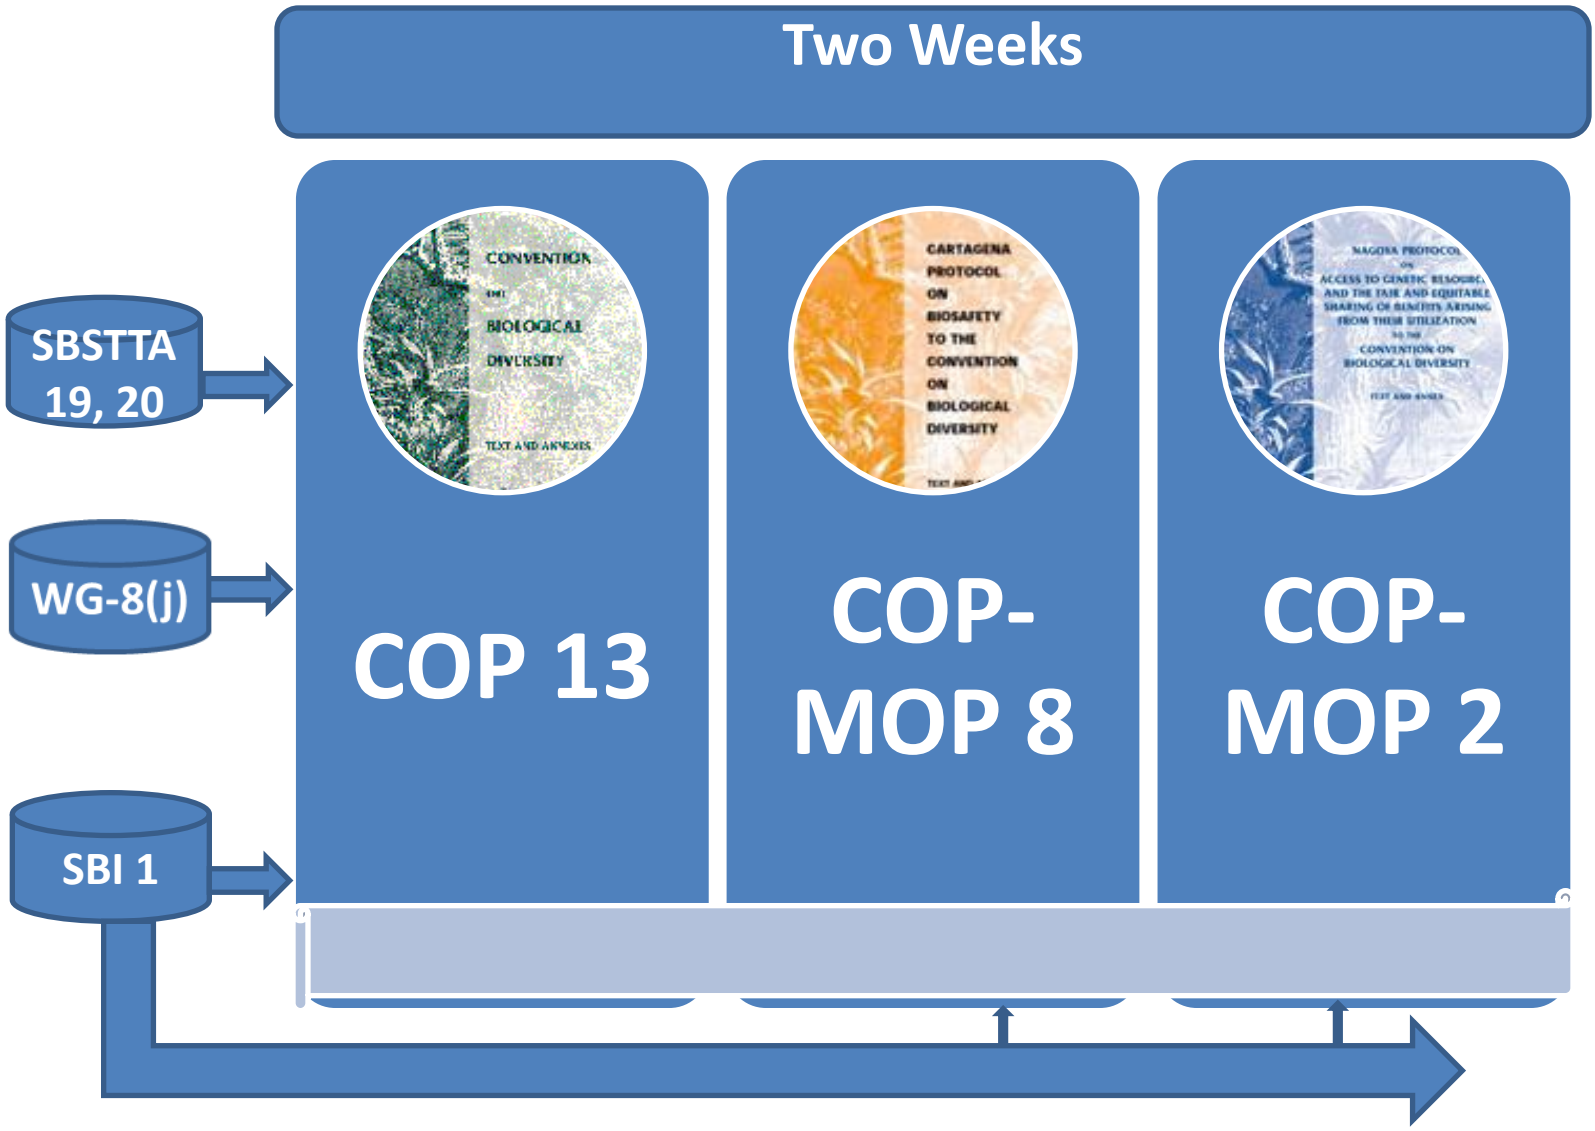 Two Weeks
CONVENTION
ON
BIOLOGICAL
DIVERSITY
TEXT AND ANNEXES
CARTAGENA
PROTOCOL
ON
BIOSAFETY
TO THE
CONVENTION
ON
BIOLOGICAL
DIVERSITY
TEXT AND
NAGOYA PROTOCOL
ON
ACCESS TO GENETIC
AND THE FAIR AND EQUITABLE
SHARING OF BENEFITS ARISING
FROM THEIR UTILIZATION
TO THE
CONVENTION ON
BIOLOGICAL DIVERSITY
TEXT AND ANNEX
SBSTTA
19, 20
WG-8(j)
SBI 1
COP 13
COP-
MOP 8
COP-
MOP 2